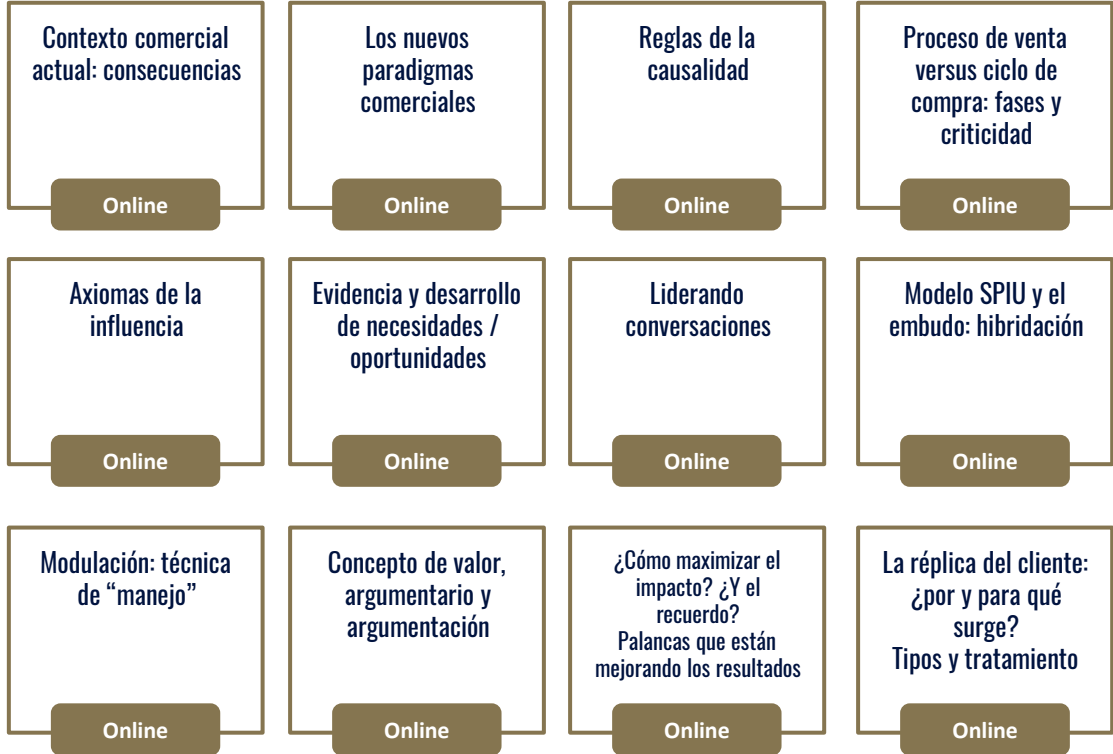 Contexto comercial
actual: consecuencias
Online
Los nuevos
paradigmas
comerciales
Online
Reglas de la
causalidad
Online
Proceso de venta
versus ciclo de
compra: fases y
criticidad
Online
Axiomas de la
influencia
Online
Evidencia y desarrollo
de necesidades /
oportunidades
Online
Liderando
conversaciones
Online
Modelo SPIU y el
embudo: hibridación
Online
Modulación: técnica
de “manejo”
Online
Concepto de valor,
argumentario y
argumentación
Online
¿Cómo maximizar el
impacto? ¿Y el
recuerdo?
Palancas que están
mejorando los resultados
Online
La réplica del cliente:
¿por y para qué
surge?
Tipos y tratamiento
Online